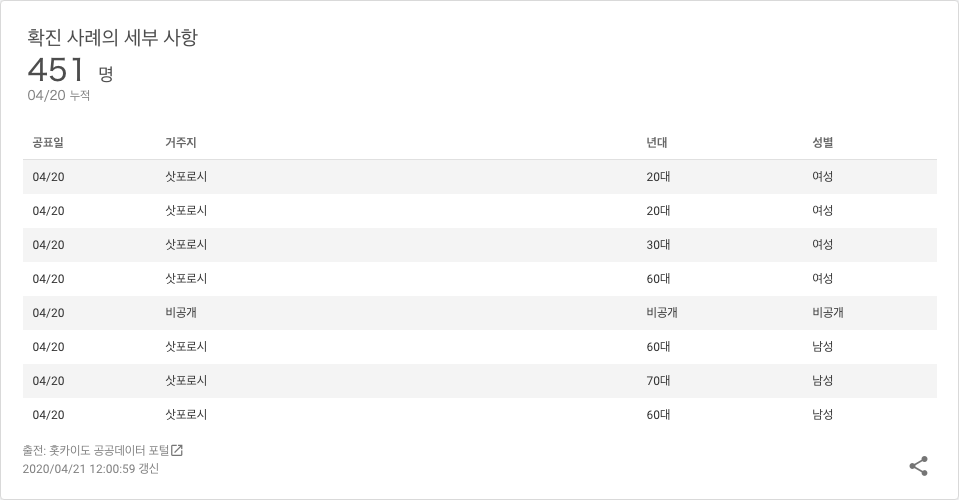 확진 사례의 세부 사항
451 명
04/20 누적
공표일 거주지 년대 성별
04/20 삿포로시 20대 여성
04/20 삿포로시 20대 여성
04/20 삿포로시 30대 여성
04/20 삿포로시 60대 여성
04/20 비공개 비공개 비공개
04/20 삿포로시 60대 남성
04/20 삿포로시 70대 남성
04/20 삿포로시 60대 남성
출전: 홋카이도 공공데이터 포털
2020/04/21 12:00:59 갱신